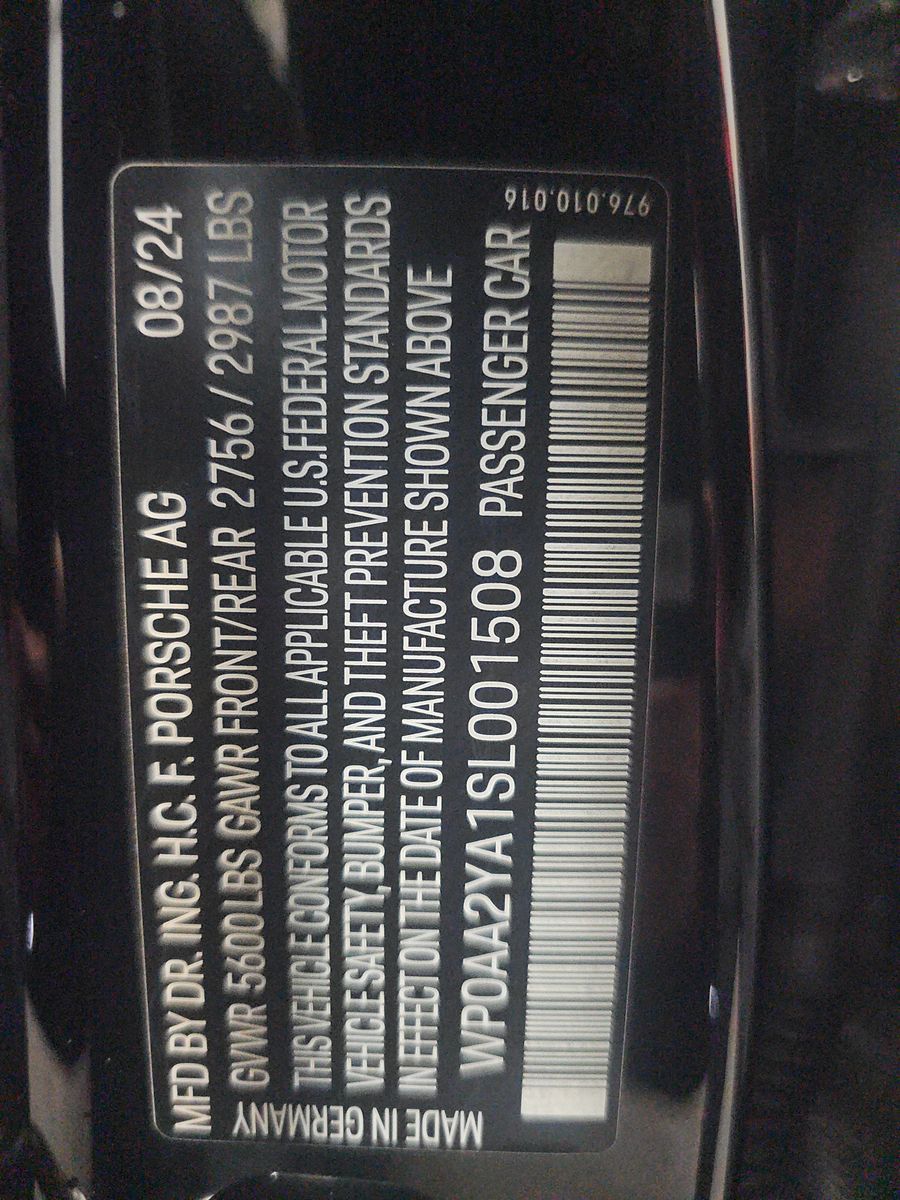 MFD BY DR. ING. H.C. F. PORSCHE AG 08/24
GVWR 5600LBS GAWR FRONT/REAR 2756 / 2987 LBS
THIS VEHICLE CONFORMS TO ALL APPLICABLE U.S.FEDERAL MOTOR
VEHICLE SAFETY, BUMPER, AND THEFT PREVENTION STANDARDS
IN EFFECT ON THE DATE OF MANUFACTURE SHOWN ABOVE
WP0AA2YA1SL001508 PASSENGER CAR
MADE IN GERMANY
976.010.016